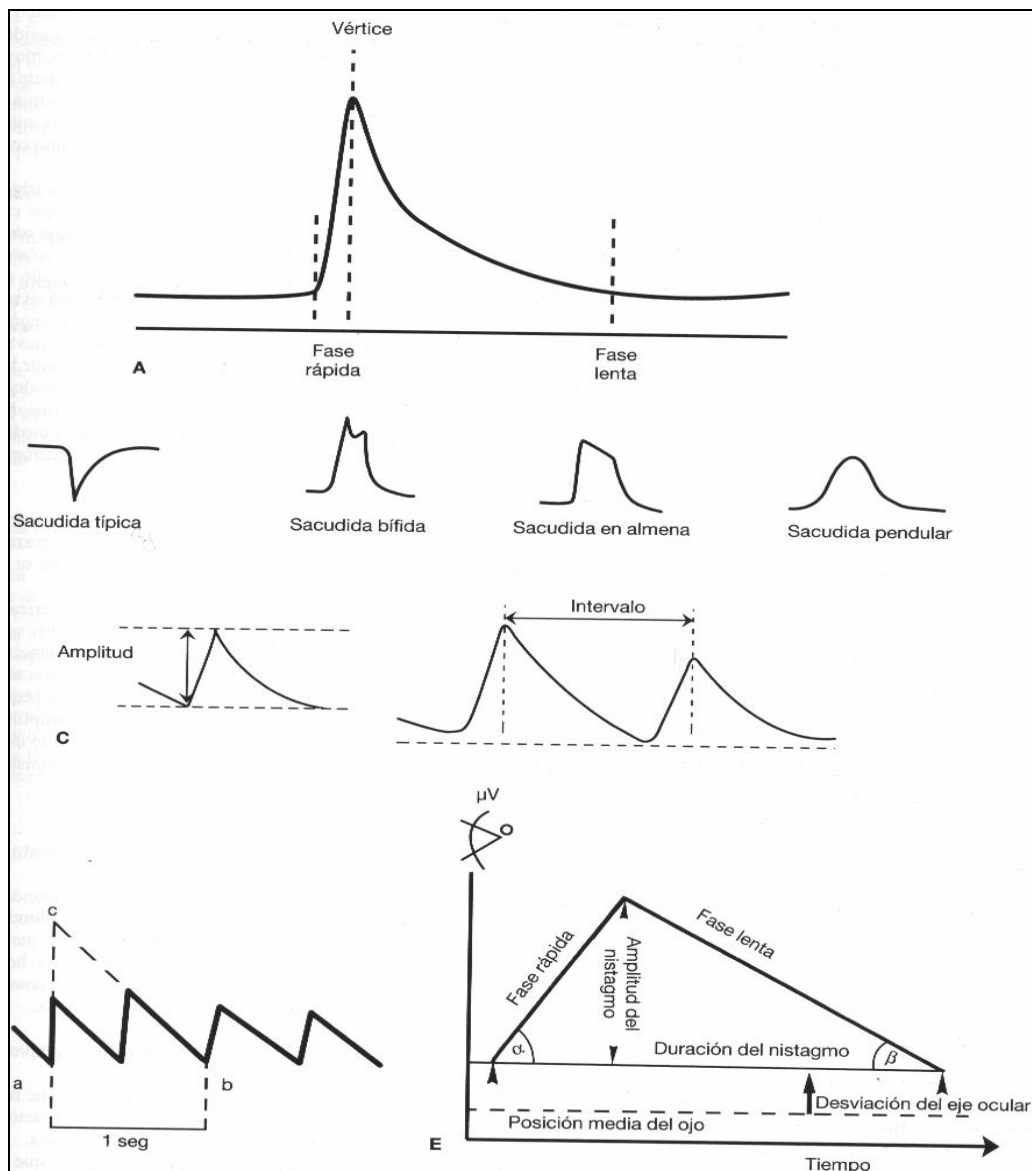 Vértice
Fase
rápida
Fase
lenta
A
Sacudida típica
Sacudida bífida
Sacudida en almena
Sacudida pendular
Amplitud
Intervalo
C
µV
c
a
b
1 seg
Fase rápida
Amplitud del
nistagmo
Fase lenta
α
Duración del nistagmo
β
Desviación del eje ocular
Posición media del ojo
E
Tiempo